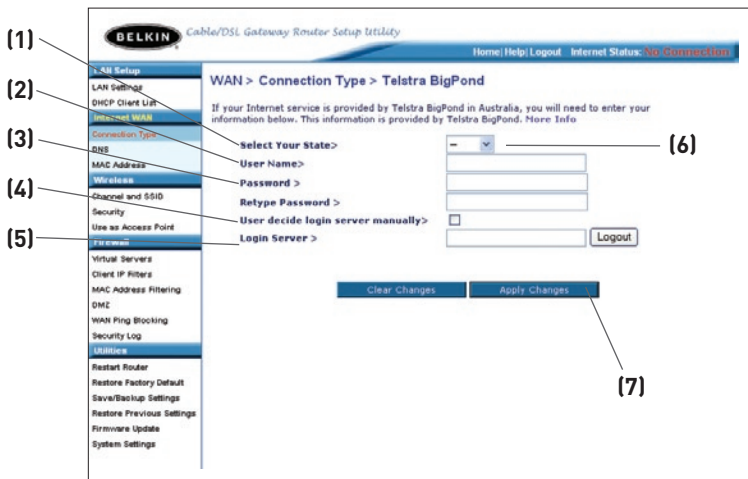 BELKIN Cable/DSL Gateway Router Setup Utility
Home| Help| Logout Internet Status: No Connection
(1)
(2)
(3)
(4)
(5)
LAN Setup
LAN Settings
DHCP Client List
Internet WAN
Connection Type
DNS
MAC Address
Wireless
Channel and SSID
Security
Use as Access Point
Firewall
Virtual Servers
Client IP Filters
MAC Address Filtering
DMZ
WAN Ping Blocking
Security Log
Utilities
Restart Router
Restore Factory Default
Save/Backup Settings
Restore Previous Settings
Firmware Update
System Settings
WAN > Connection Type > Telstra BigPond
If your Internet service is provided by Telstra BigPond in Australia, you will need to enter your
information below. This information is provided by Telstra BigPond. More Info
Select Your State>
--
(6)
User Name>
Password >
Retype Password >
User decide login server manually>
Login Server >
Logout
Clear Changes
Apply Changes
(7)